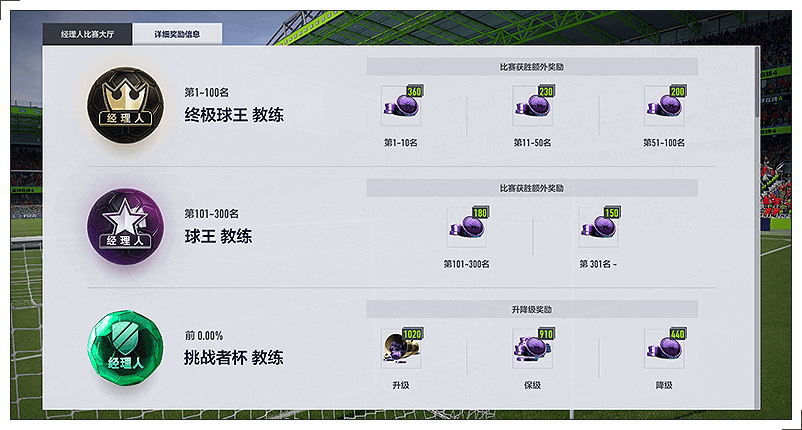 经理人比赛大厅 详细奖励信息
比赛获胜额外奖励
经理人
第1~100名
终极球王 教练
360 230 200
第1~10名 第11~50名 第51~100名
比赛获胜额外奖励
经理人
第101~300名
球王 教练
180 150
第101~300名 第 301名 ~
升降级奖励
经理人
前 0.00%
挑战者杯 教练
1020 910 440
升级 保级 降级